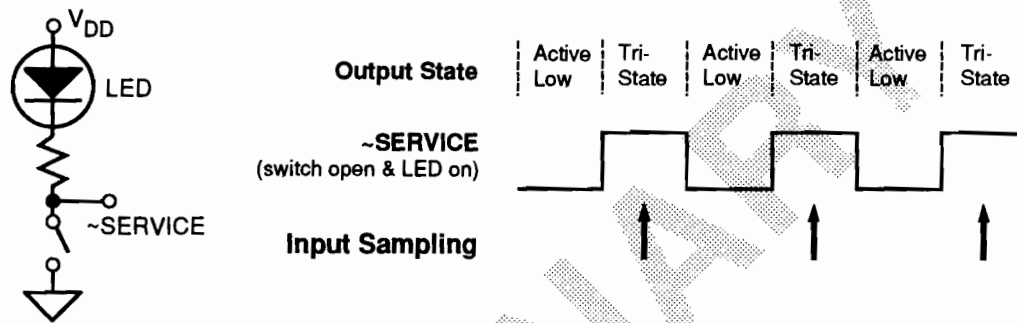 V_DD
LED
~SERVICE
Output State
Active Low
Tri-State
Active Low
Tri-State
Active Low
Tri-State
~SERVICE
(switch open & LED on)
Input Sampling